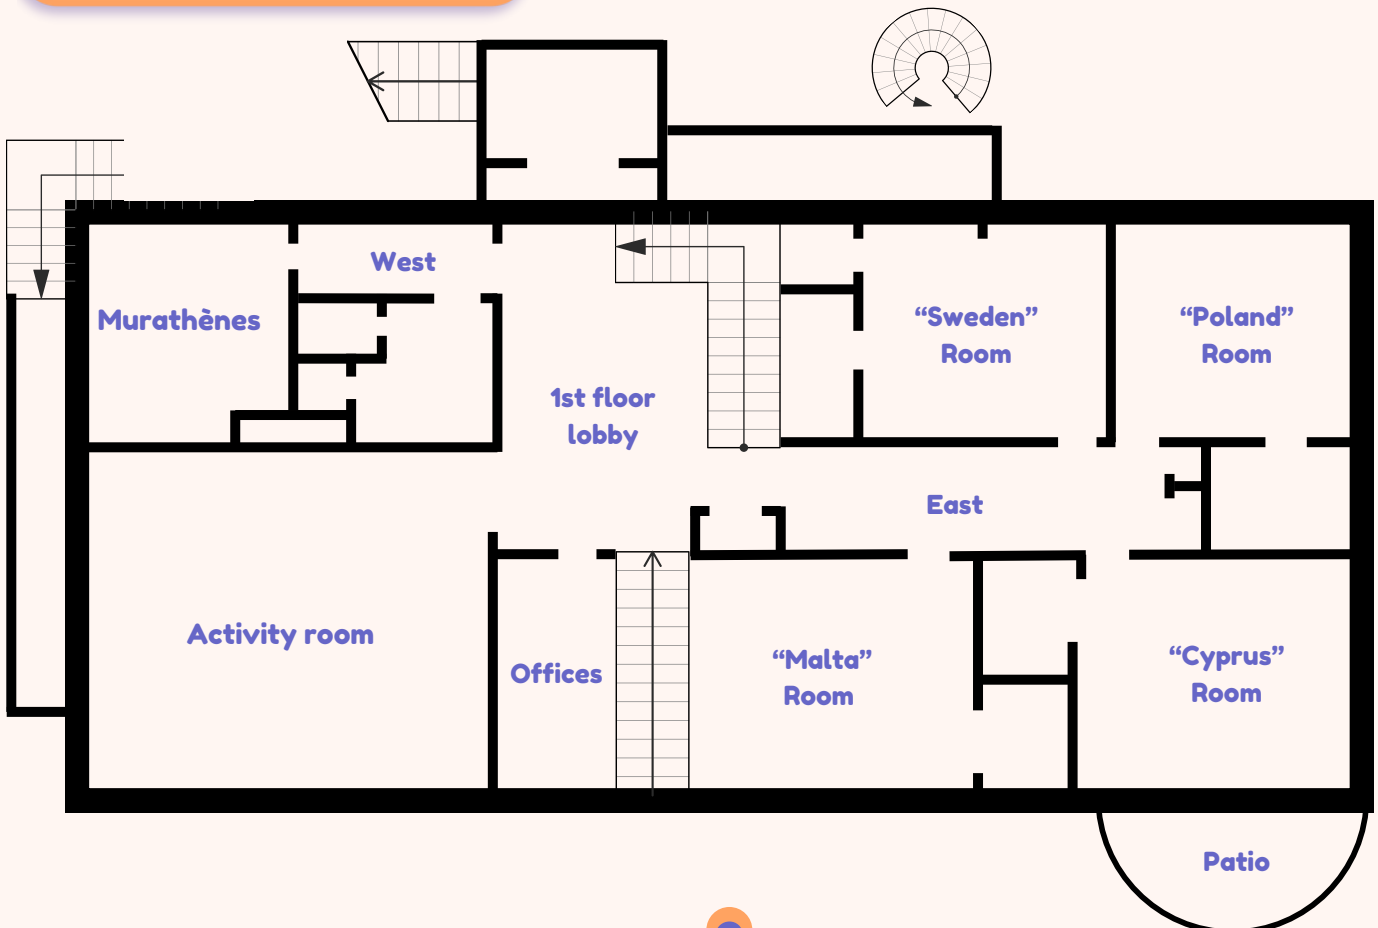 West
Murathènes
“Sweden”
Room
“Poland”
Room
1st floor
lobby
East
Activity room
Offices
“Malta”
Room
“Cyprus”
Room
Patio